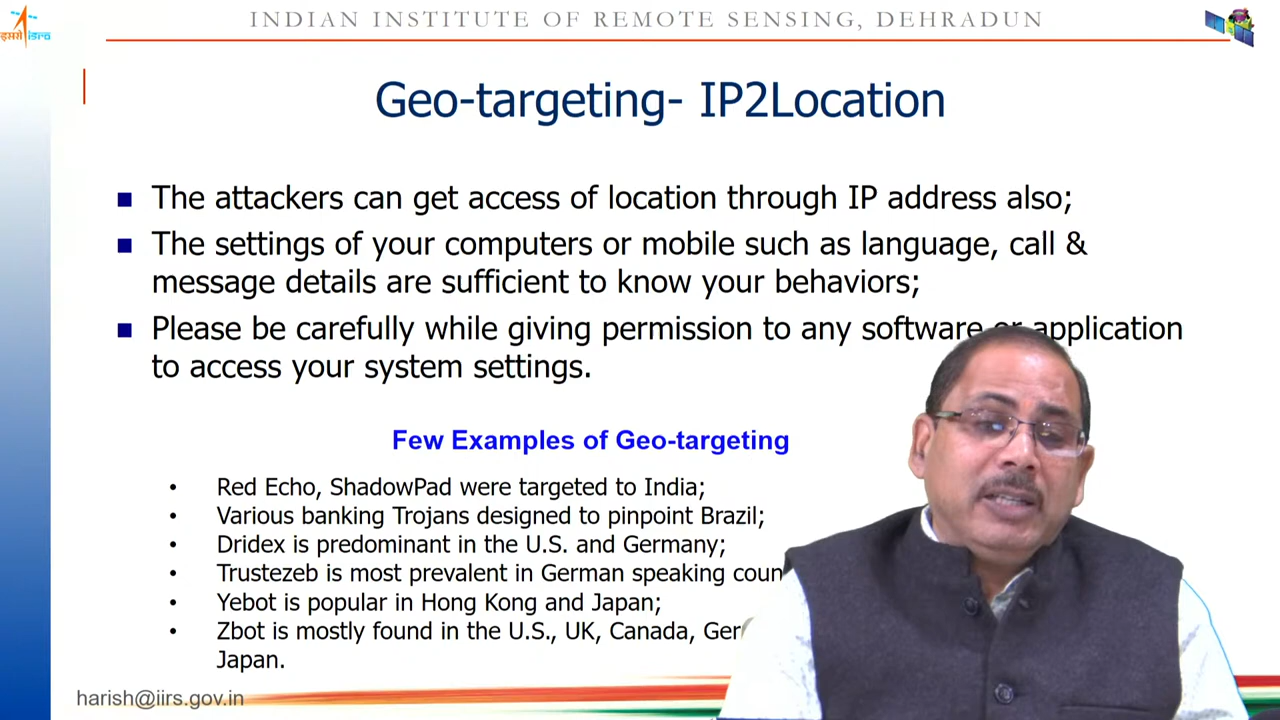 INDIAN INSTITUTE OF REMOTE SENSING, DEHRADUN
इसरो isro
Geo-targeting- IP2Location
The attackers can get access of location through IP address also;
The settings of your computers or mobile such as language, call &
message details are sufficient to know your behaviors;
Please be carefully while giving permission to any software or application
to access your system settings.
Few Examples of Geo-targeting
Red Echo, ShadowPad were targeted to India;
Various banking Trojans designed to pinpoint Brazil;
Dridex is predominant in the U.S. and Germany;
Trustezeb is most prevalent in German speaking
Yebot is popular in Hong Kong and Japan;
Zbot is mostly found in the U.S., UK, Canada,
Japan.
harish@iirs.gov.in